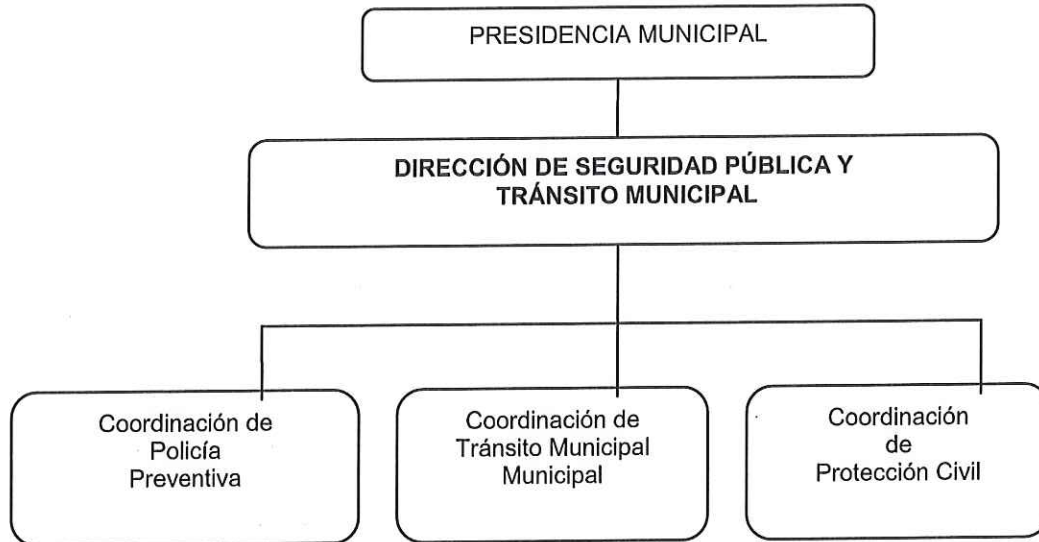 PRESIDENCIA MUNICIPAL
DIRECCIÓN DE SEGURIDAD PÚBLICA Y
TRÁNSITO MUNICIPAL
Coordinación de
Policía
Preventiva
Coordinación de
Tránsito Municipal
Municipal
Coordinación
de
Protección Civil